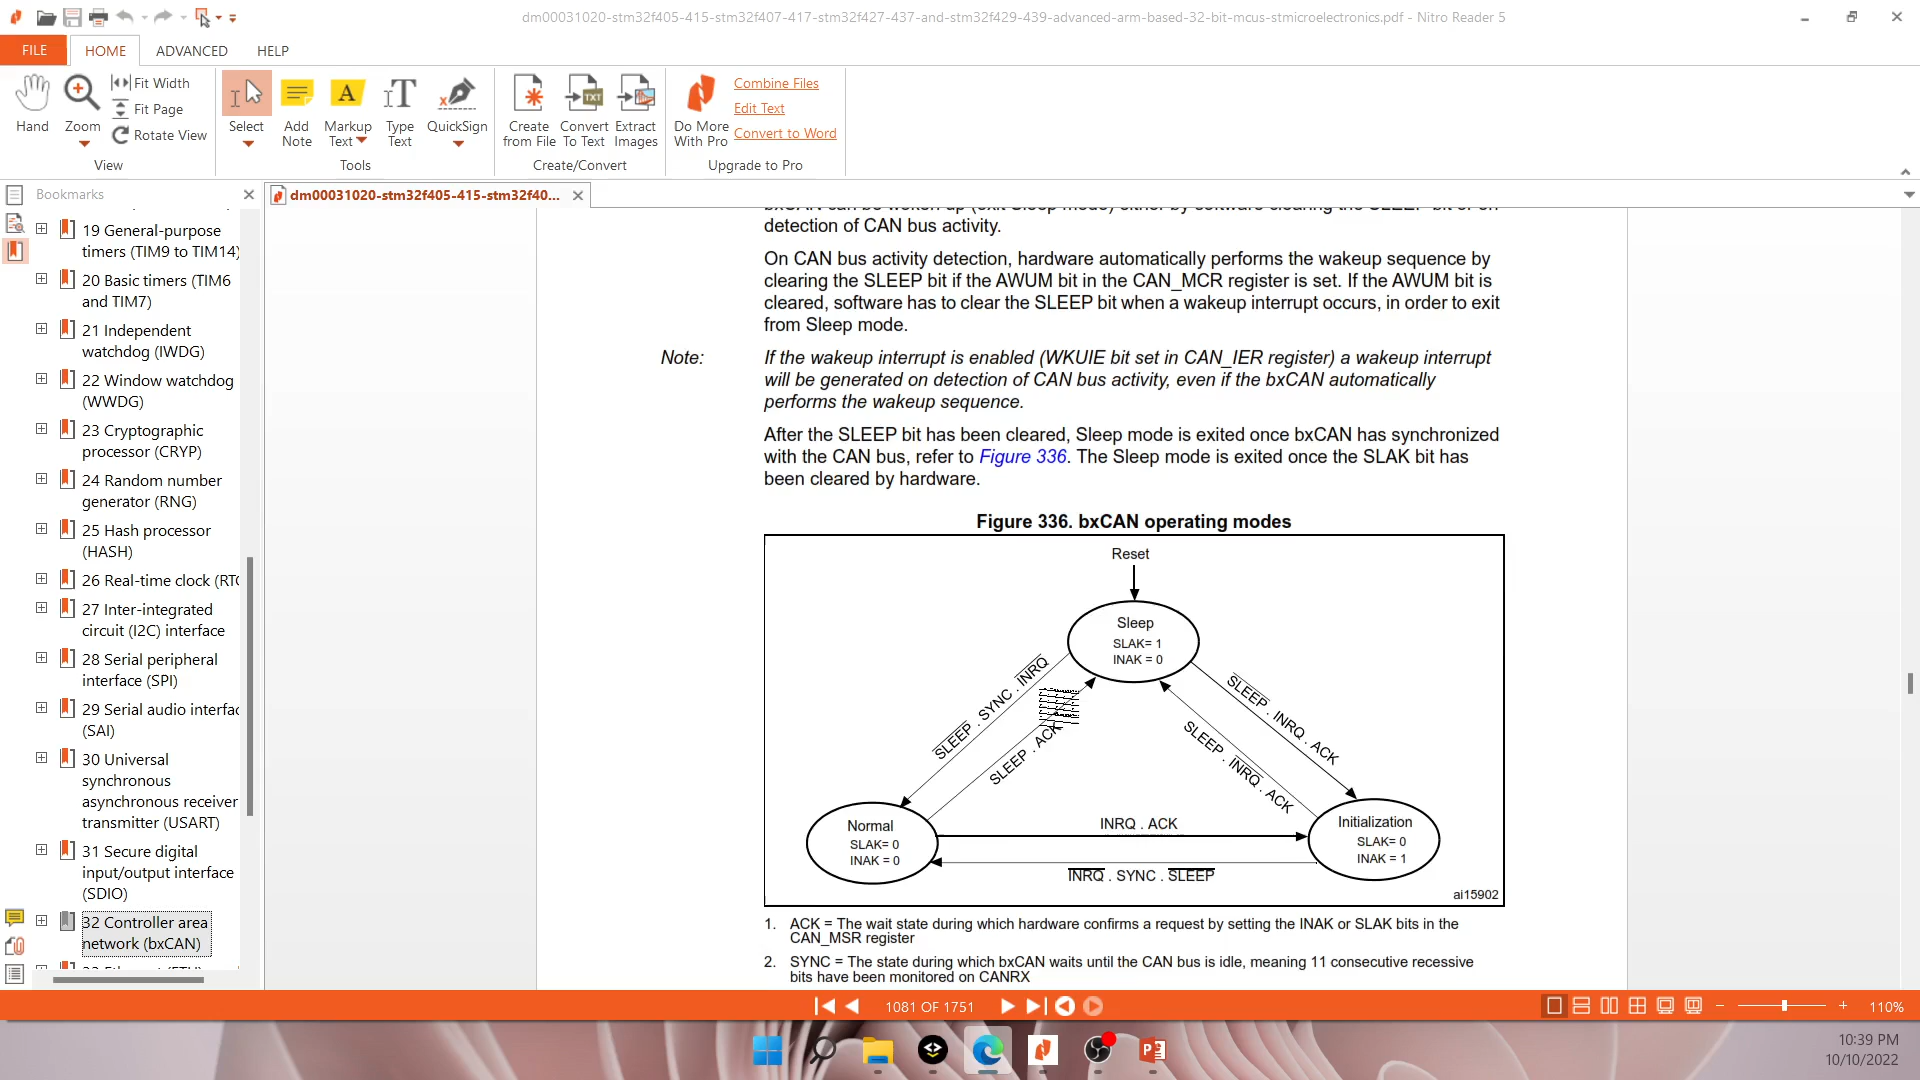 dm00031020-stm32f405-415-stm32f407-417-stm32f427-437-and-stm32f429-439-advanced-arm-based-32-bit-mcus-stmicroelectronics.pdf - Nitro Reader 5
FILE
HOME
ADVANCED
HELP
Hand
Zoom
Fit Width
Fit Page
Rotate View
View
Select
Add
Note
Markup
Text
Type
Text
QuickSign
Tools
Create
from File
Convert
To Text
Extract
Images
Create/Convert
Do More
With Pro
Combine Files
Edit Text
Convert to Word
Upgrade to Pro
Bookmarks
dm00031020-stm32f405-415-stm32f40...
19 General-purpose
timers (TIM9 to TIM14)
20 Basic timers (TIM6
and TIM7)
21 Independent
watchdog (IWDG)
22 Window watchdog
(WWDG)
23 Cryptographic
processor (CRYP)
24 Random number
generator (RNG)
25 Hash processor
(HASH)
26 Real-time clock (RTC
27 Inter-integrated
circuit (I2C) interface
28 Serial peripheral
interface (SPI)
29 Serial audio interfac
(SAI)
30 Universal
synchronous
asynchronous receiver
transmitter (USART)
31 Secure digital
input/output interface
(SDIO)
32 Controller area
network (bxCAN)
detection of CAN bus activity.
On CAN bus activity detection, hardware automatically performs the wakeup sequence by
clearing the SLEEP bit if the AWUM bit in the CAN_MCR register is set. If the AWUM bit is
cleared, software has to clear the SLEEP bit when a wakeup interrupt occurs, in order to exit
from Sleep mode.
Note: If the wakeup interrupt is enabled (WKUIE bit set in CAN_IER register) a wakeup interrupt
will be generated on detection of CAN bus activity, even if the bxCAN automatically
performs the wakeup sequence.
After the SLEEP bit has been cleared, Sleep mode is exited once bxCAN has synchronized
with the CAN bus, refer to Figure 336. The Sleep mode is exited once the SLAK bit has
been cleared by hardware.
Figure 336. bxCAN operating modes
Reset
Sleep
SLAK= 1
INAK = 0
SLEEP . SYNC . INRQ
SLEEP . ACK
SLEEP . INRQ . ACK
SLEEP . INRQ . ACK
Normal
SLAK= 0
INAK = 0
INRQ . ACK
INRQ . SYNC . SLEEP
Initialization
SLAK= 0
INAK = 1
ai15902
1. ACK = The wait state during which hardware confirms a request by setting the INAK or SLAK bits in the
CAN_MSR register
2. SYNC = The state during which bxCAN waits until the CAN bus is idle, meaning 11 consecutive recessive
bits have been monitored on CANRX
1081 OF 1751
110%
10:39 PM
10/10/2022